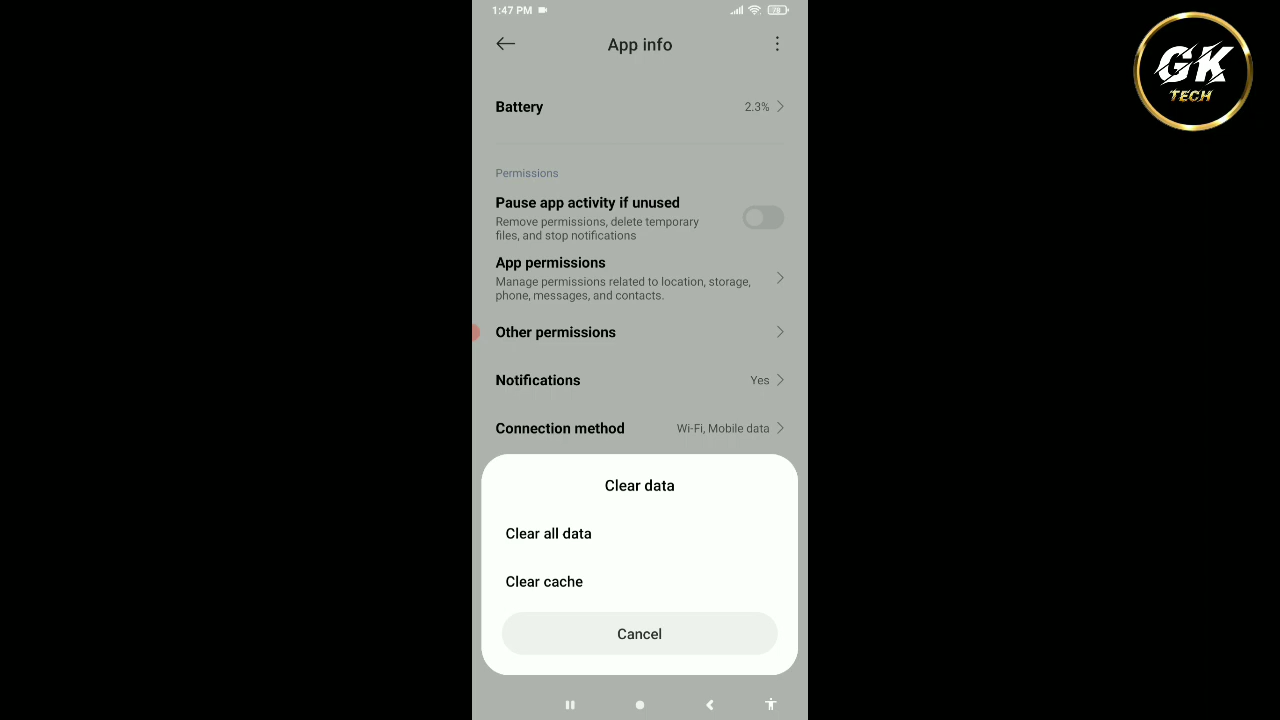 1:47 PM
78
App info
GK
TECH
Battery
2.3%
Permissions
Pause app activity if unused
Remove permissions, delete temporary
files, and stop notifications
App permissions
Manage permissions related to location, storage,
phone, messages, and contacts.
Other permissions
Notifications
Yes
Connection method
Wi-Fi, Mobile data
Clear data
Clear all data
Clear cache
Cancel